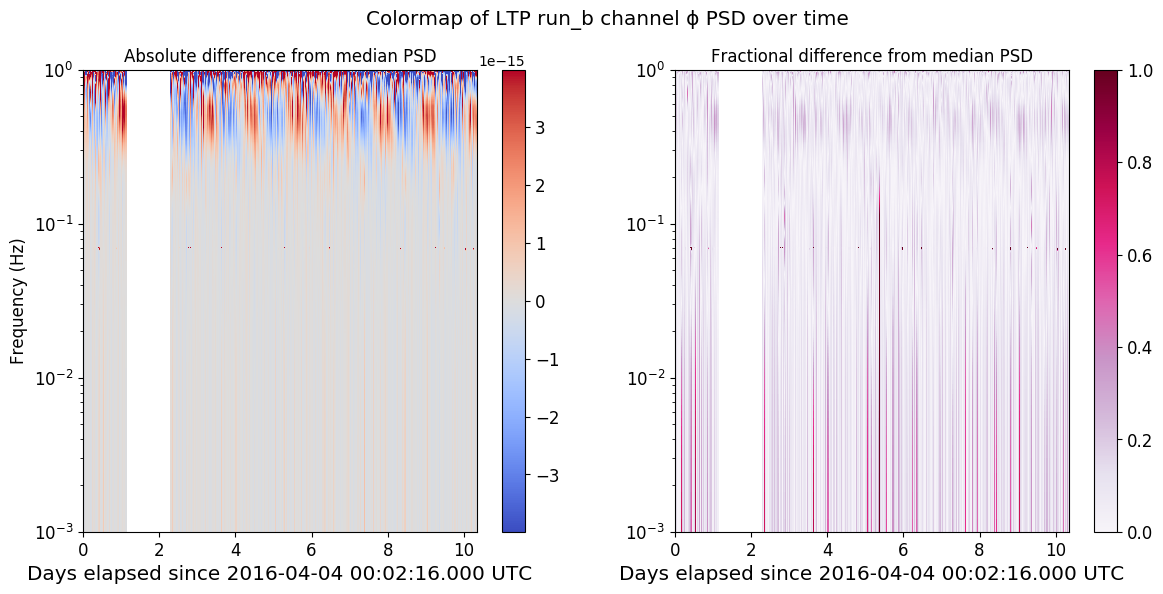 Colormap of LTP run_b channel ϕ PSD over time
Absolute difference from median PSD
1e−15
10⁰
10⁻¹
10⁻²
10⁻³
Frequency (Hz)
0 2 4 6 8 10
Days elapsed since 2016-04-04 00:02:16.000 UTC
3
2
1
0
−1
−2
−3
Fractional difference from median PSD
10⁰
10⁻¹
10⁻²
10⁻³
0 2 4 6 8 10
Days elapsed since 2016-04-04 00:02:16.000 UTC
1.0
0.8
0.6
0.4
0.2
0.0